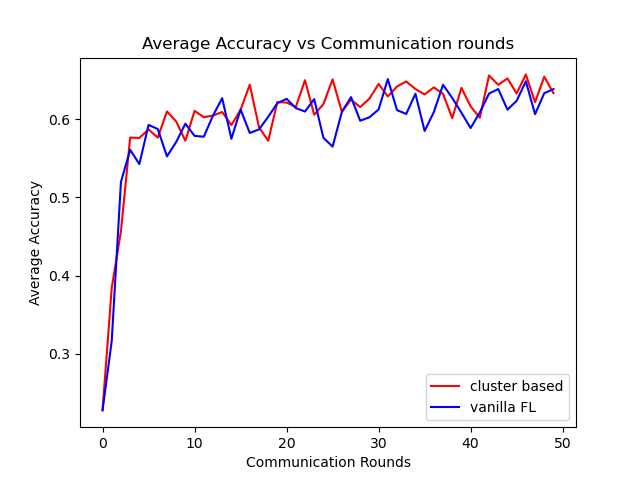 Average Accuracy vs Communication rounds
Average Accuracy
0.6
0.5
0.4
0.3
cluster based
vanilla FL
0 10 20 30 40 50
Communication Rounds